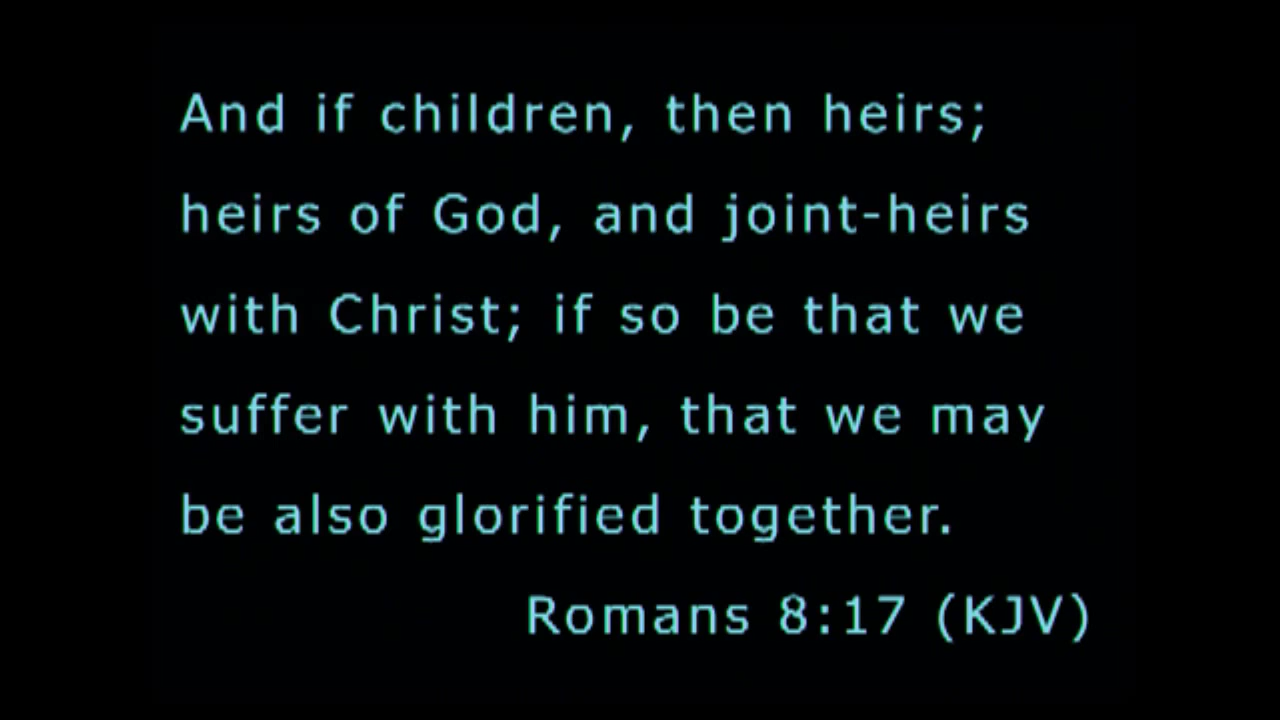 And if children, then heirs;
heirs of God, and joint-heirs
with Christ; if so be that we
suffer with him, that we may
be also glorified together.
Romans 8:17 (KJV)